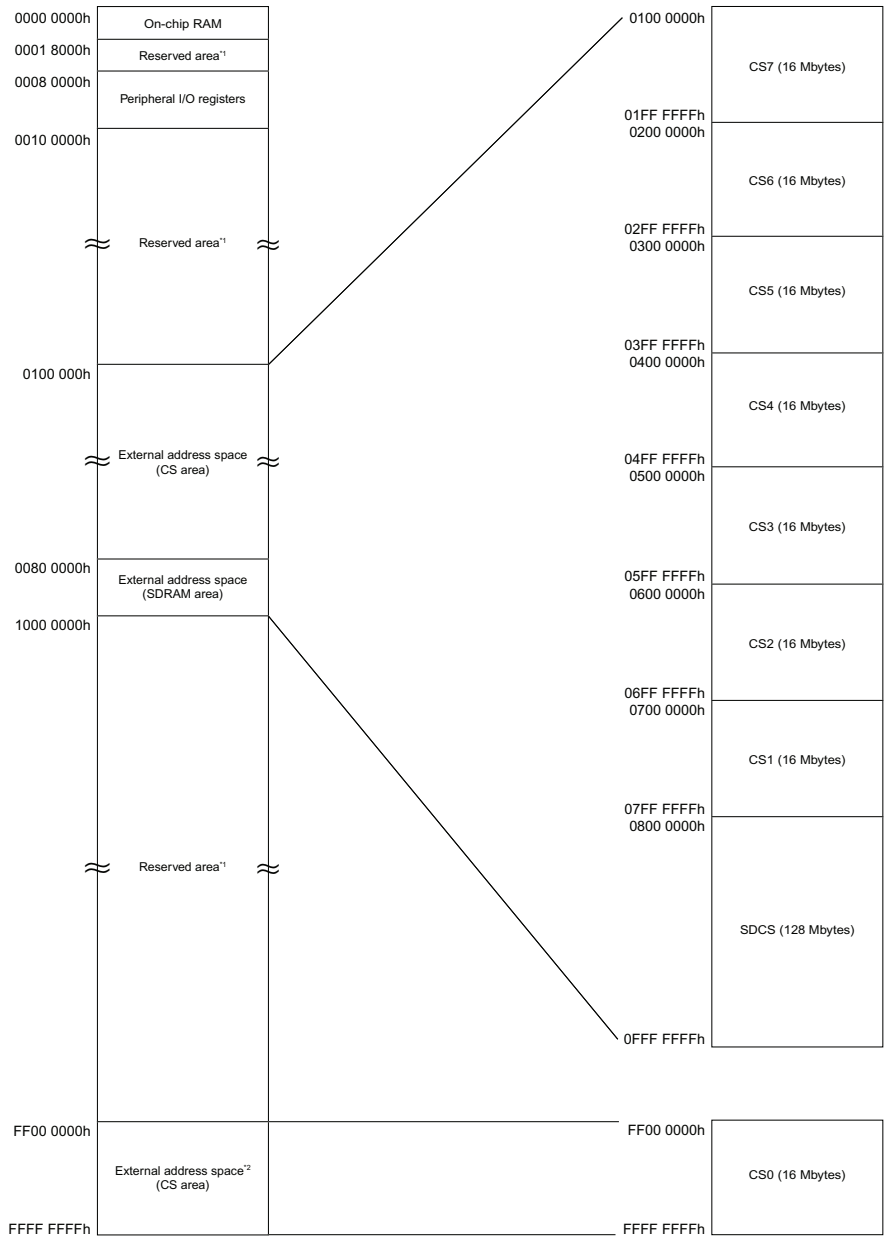 0000 0000h
On-chip RAM
0001 8000h
Reserved area*1
0008 0000h
Peripheral I/O registers
0010 0000h
Reserved area*1
0100 000h
External address space
(CS area)
0080 0000h
External address space
(SDRAM area)
1000 0000h
Reserved area*1
FF00 0000h
External address space*2
(CS area)
FFFF FFFFh
0100 0000h
CS7 (16 Mbytes)
01FF FFFFh
0200 0000h
CS6 (16 Mbytes)
02FF FFFFh
0300 0000h
CS5 (16 Mbytes)
03FF FFFFh
0400 0000h
CS4 (16 Mbytes)
04FF FFFFh
0500 0000h
CS3 (16 Mbytes)
05FF FFFFh
0600 0000h
CS2 (16 Mbytes)
06FF FFFFh
0700 0000h
CS1 (16 Mbytes)
07FF FFFFh
0800 0000h
SDCS (128 Mbytes)
0FFF FFFFh
FF00 0000h
CS0 (16 Mbytes)
FFFF FFFFh